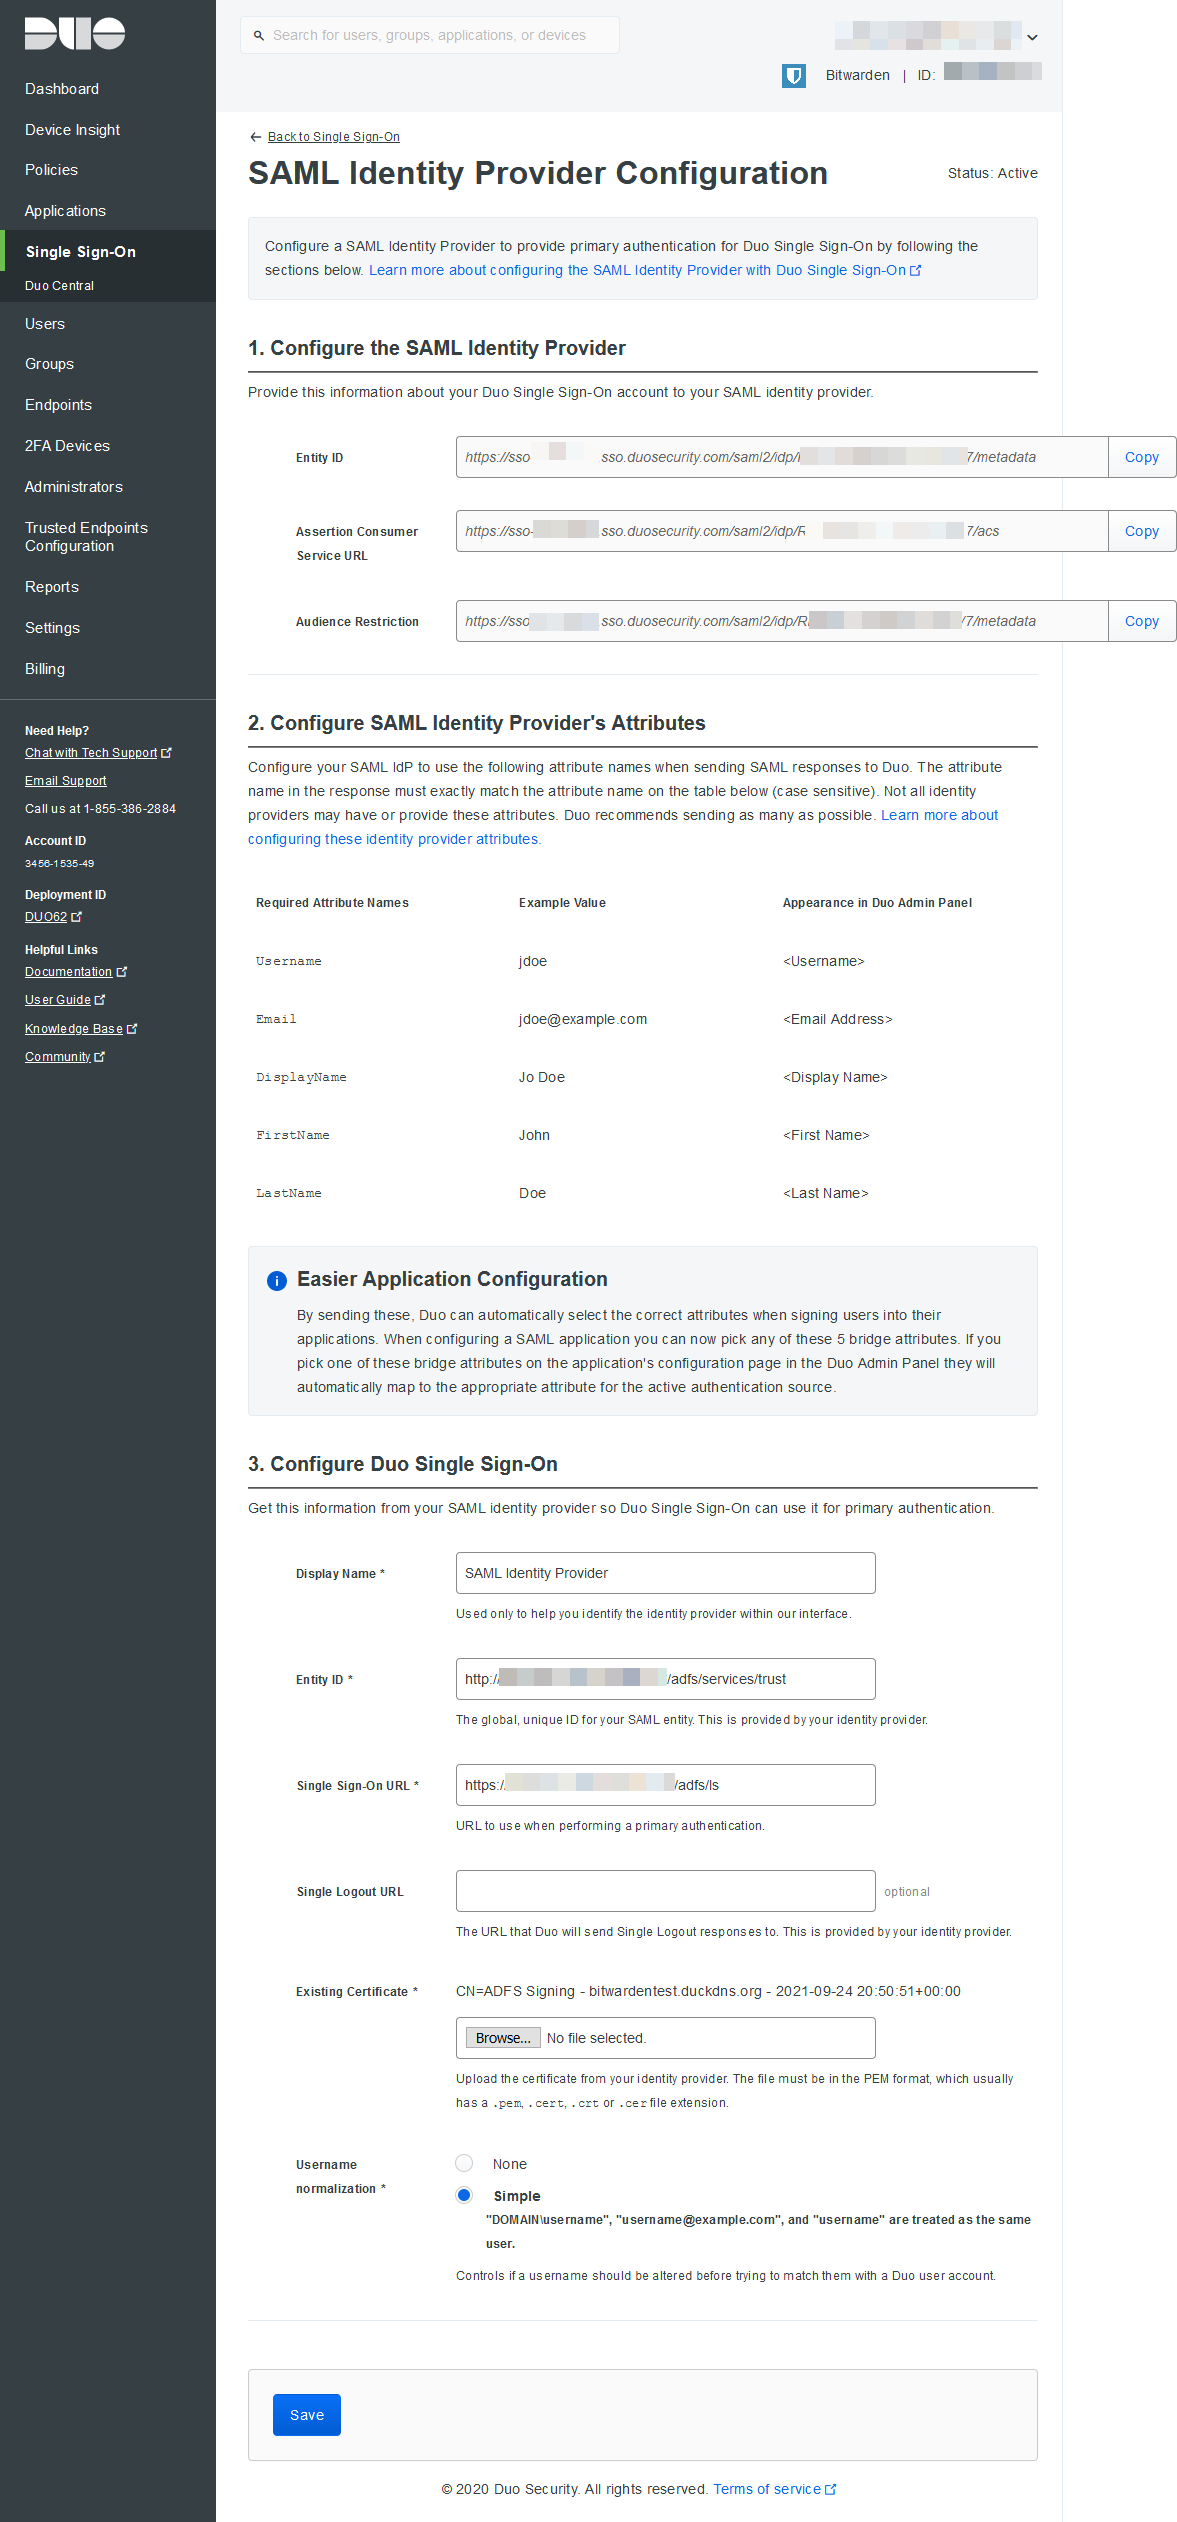 DUO
Dashboard
Device Insight
Policies
Applications
Single Sign-On
Duo Central
Users
Groups
Endpoints
2FA Devices
Administrators
Trusted Endpoints
Configuration
Reports
Settings
Billing
Need Help?
Chat with Tech Support
Email Support
Call us at 1-855-386-2884
Account ID
3456-1535-49
Deployment ID
DUO62
Helpful Links
Documentation
User Guide
Knowledge Base
Community
Search for users, groups, applications, or devices
Bitwarden | ID:
Back to Single Sign-On
SAML Identity Provider Configuration
Status: Active
Configure a SAML Identity Provider to provide primary authentication for Duo Single Sign-On by following the
sections below. Learn more about configuring the SAML Identity Provider with Duo Single Sign-On
1. Configure the SAML Identity Provider
Provide this information about your Duo Single Sign-On account to your SAML identity provider.
Entity ID
https://sso sso.duosecurity.com/saml2/idp/ 7/metadata
Copy
Assertion Consumer
Service URL
https://sso- sso.duosecurity.com/saml2/idp/R 7/acs
Copy
Audience Restriction
https://sso sso.duosecurity.com/saml2/idp/R 7/metadata
Copy
2. Configure SAML Identity Provider's Attributes
Configure your SAML IdP to use the following attribute names when sending SAML responses to Duo. The attribute
name in the response must exactly match the attribute name on the table below (case sensitive). Not all identity
providers may have or provide these attributes. Duo recommends sending as many as possible. Learn more about
configuring these identity provider attributes.
Required Attribute Names Example Value Appearance in Duo Admin Panel
Username jdoe <Username>
Email jdoe@example.com <Email Address>
DisplayName Jo Doe <Display Name>
FirstName John <First Name>
LastName Doe <Last Name>
Easier Application Configuration
By sending these, Duo can automatically select the correct attributes when signing users into their
applications. When configuring a SAML application you can now pick any of these 5 bridge attributes. If you
pick one of these bridge attributes on the application's configuration page in the Duo Admin Panel they will
automatically map to the appropriate attribute for the active authentication source.
3. Configure Duo Single Sign-On
Get this information from your SAML identity provider so Duo Single Sign-On can use it for primary authentication.
Display Name *
SAML Identity Provider
Used only to help you identify the identity provider within our interface.
Entity ID *
http:/ /adfs/services/trust
The global, unique ID for your SAML entity. This is provided by your identity provider.
Single Sign-On URL *
https:/ /adfs/ls
URL to use when performing a primary authentication.
Single Logout URL
optional
The URL that Duo will send Single Logout responses to. This is provided by your identity provider.
Existing Certificate *
CN=ADFS Signing - bitwardentest.duckdns.org - 2021-09-24 20:50:51+00:00
Browse... No file selected.
Upload the certificate from your identity provider. The file must be in the PEM format, which usually
has a .pem, .cert, .crt or .cer file extension.
Username
normalization *
None
Simple
"DOMAIN\username", "username@example.com", and "username" are treated as the same
user.
Controls if a username should be altered before trying to match them with a Duo user account.
Save
© 2020 Duo Security. All rights reserved. Terms of service